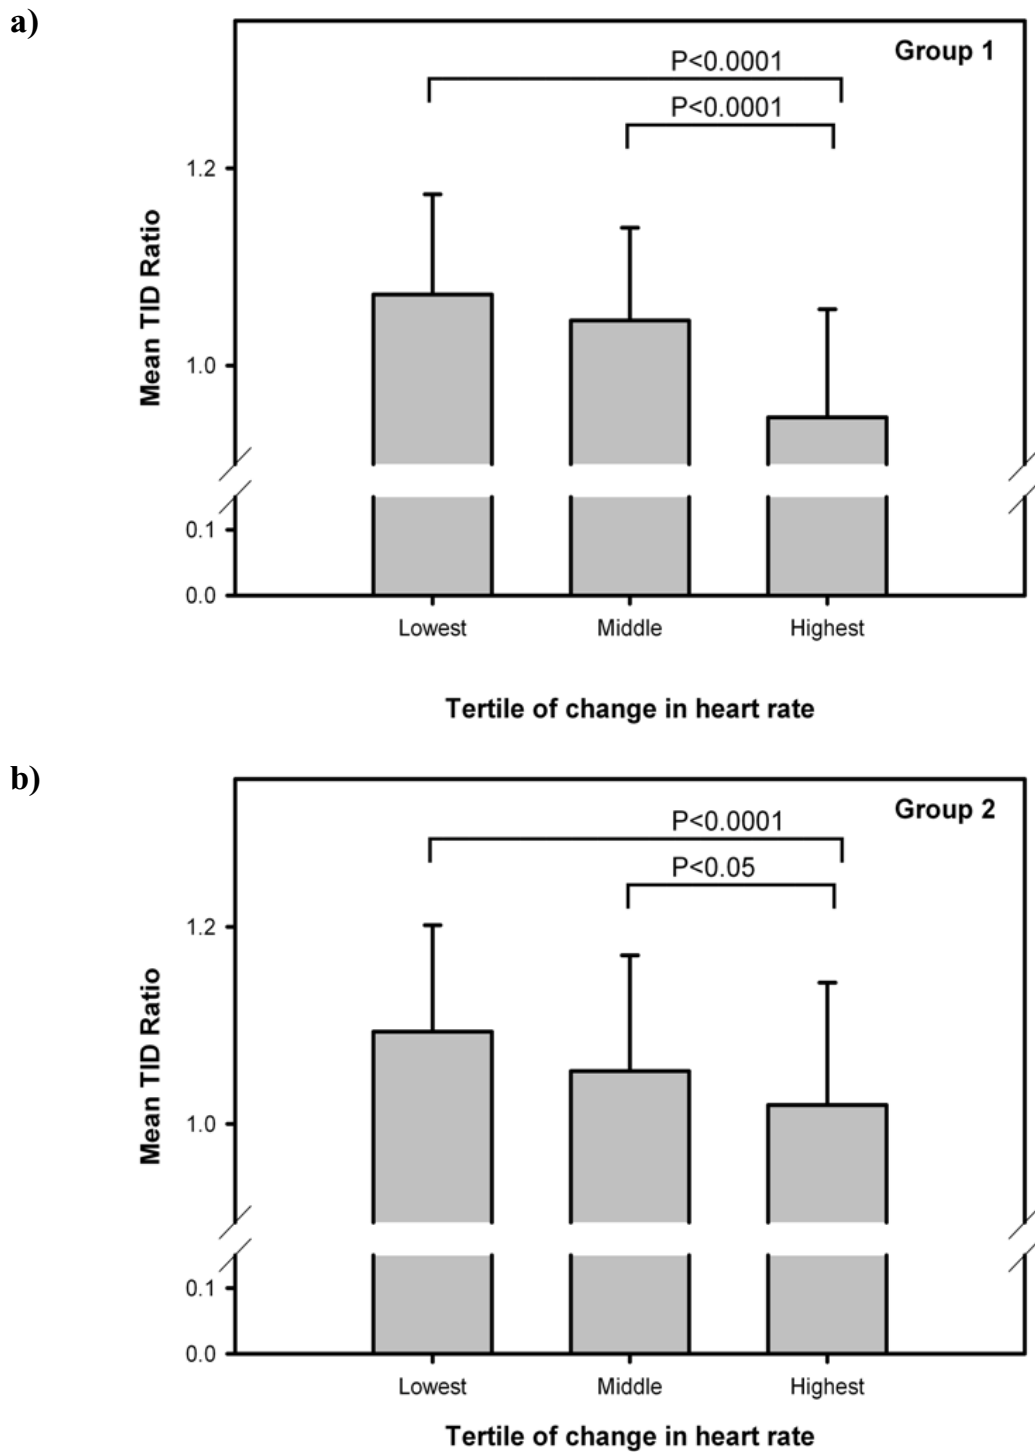 a)
Group 1
P<0.0001
P<0.0001
1.2
1.0
0.1
0.0
Mean TID Ratio
Lowest Middle Highest
Tertile of change in heart rate
b)
Group 2
P<0.0001
P<0.05
1.2
1.0
0.1
0.0
Mean TID Ratio
Lowest Middle Highest
Tertile of change in heart rate